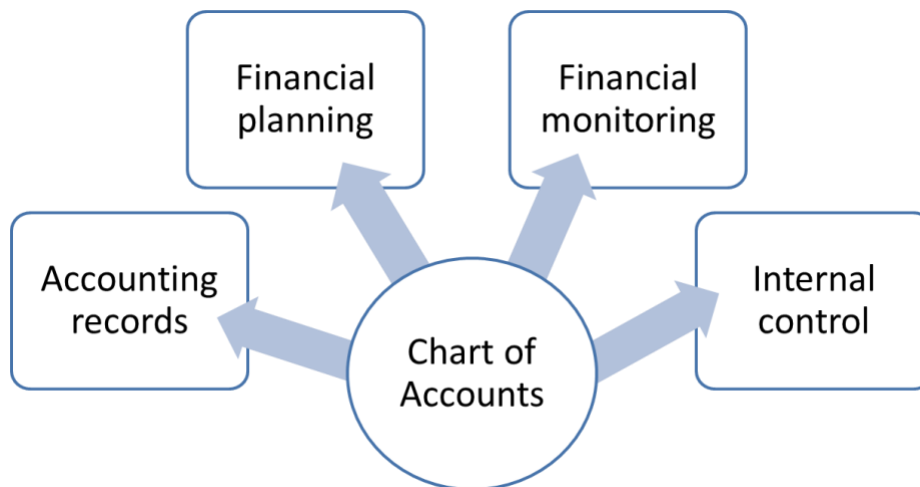 Financial
planning
Financial
monitoring
Accounting
records
Internal
control
Chart of
Accounts